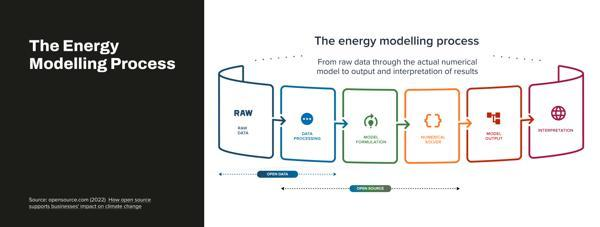 The Energy
Modelling Process
Source: opensource.com (2022) How open source
supports businesses' impact on climate change
The energy modelling process
From raw data through the actual numerical
model to output and interpretation of results
RAW
RAW
DATA
DATA
PROCESSING
MODEL
FORMULATION
NUMERICAL
SOLVER
MODEL
OUTPUT
INTERPRETATION
OPEN DATA
OPEN SOURCE